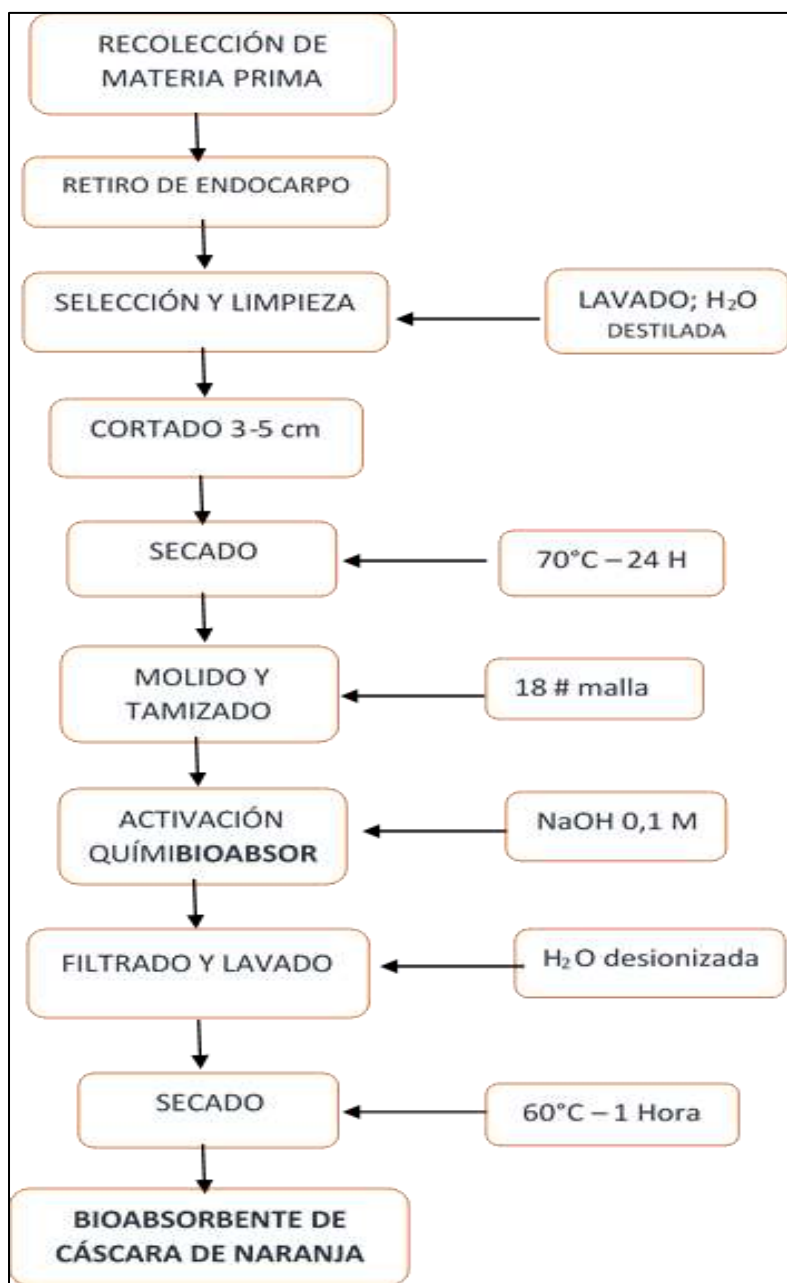 RECOLECCIÓN DE
MATERIA PRIMA
RETIRO DE ENDOCARPO
SELECCIÓN Y LIMPIEZA
LAVADO; H₂O
DESTILADA
CORTADO 3-5 cm
SECADO
70°C – 24 H
MOLIDO Y
TAMIZADO
18 # malla
ACTIVACIÓN
QUÍMIBIOABSOR
NaOH 0,1 M
FILTRADO Y LAVADO
H₂O desionizada
SECADO
60°C – 1 Hora
BIOABSORBENTE DE
CÁSCARA DE NARANJA